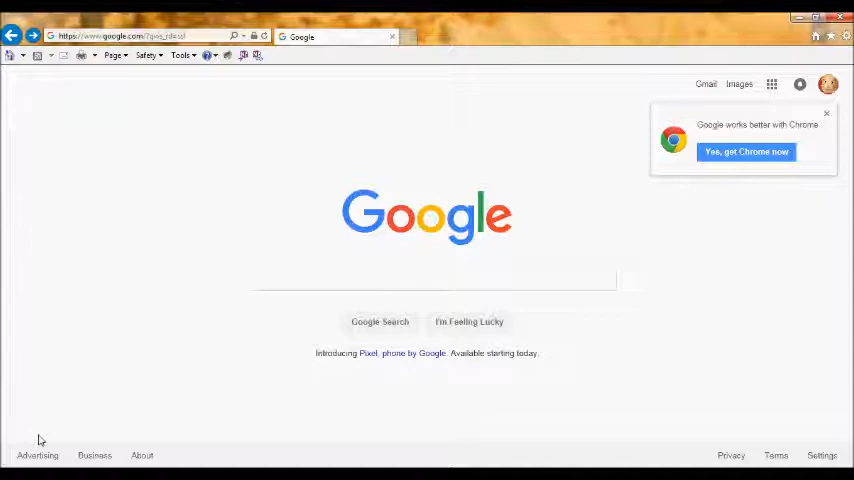 https://www.google.com/?gws_rd=ssl
Google
Page
Safety
Tools
Gmail Images
Google works better with Chrome
Yes, get Chrome now
Google
Google Search I'm Feeling Lucky
Introducing Pixel, phone by Google. Available starting today.
Advertising Business About Privacy Terms Settings